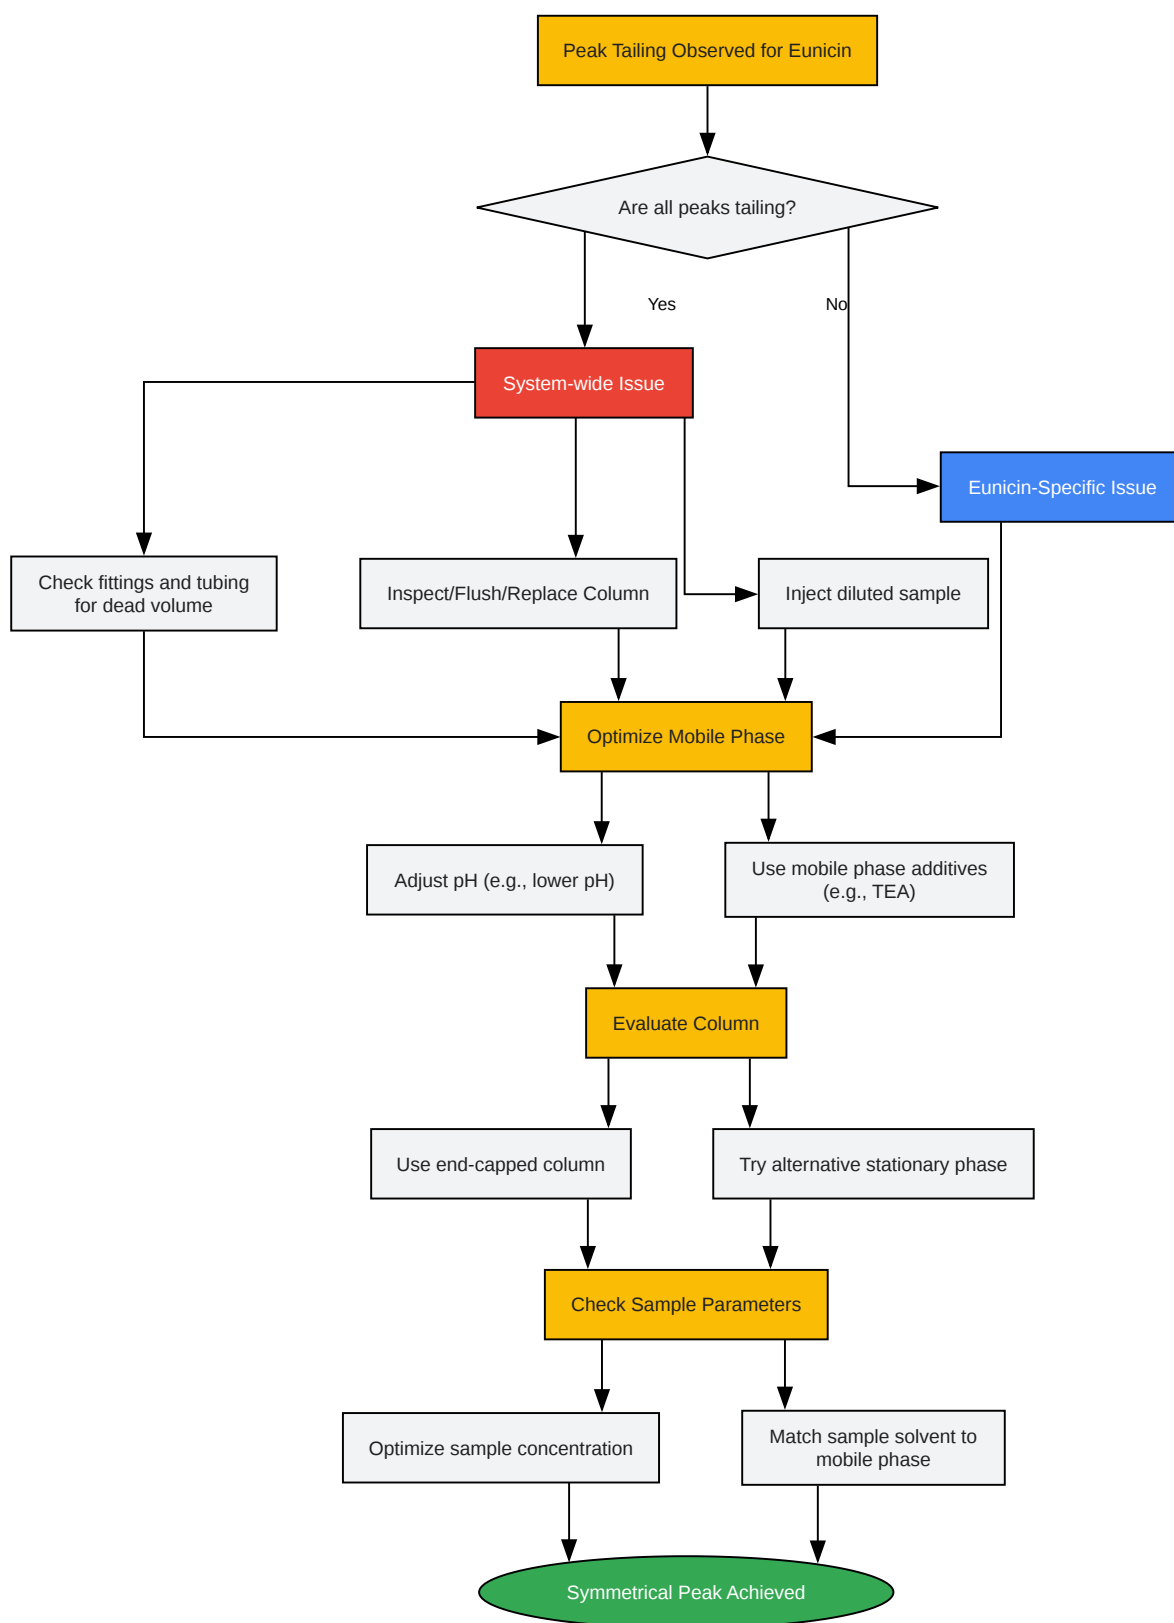 Peak Tailing Observed for Eunicin
Are all peaks tailing?
Yes
No
System-wide Issue
Eunicin-Specific Issue
Check fittings and tubing
for dead volume
Inspect/Flush/Replace Column
Inject diluted sample
Optimize Mobile Phase
Adjust pH (e.g., lower pH)
Use mobile phase additives
(e.g., TEA)
Evaluate Column
Use end-capped column
Try alternative stationary phase
Check Sample Parameters
Optimize sample concentration
Match sample solvent to
mobile phase
Symmetrical Peak Achieved